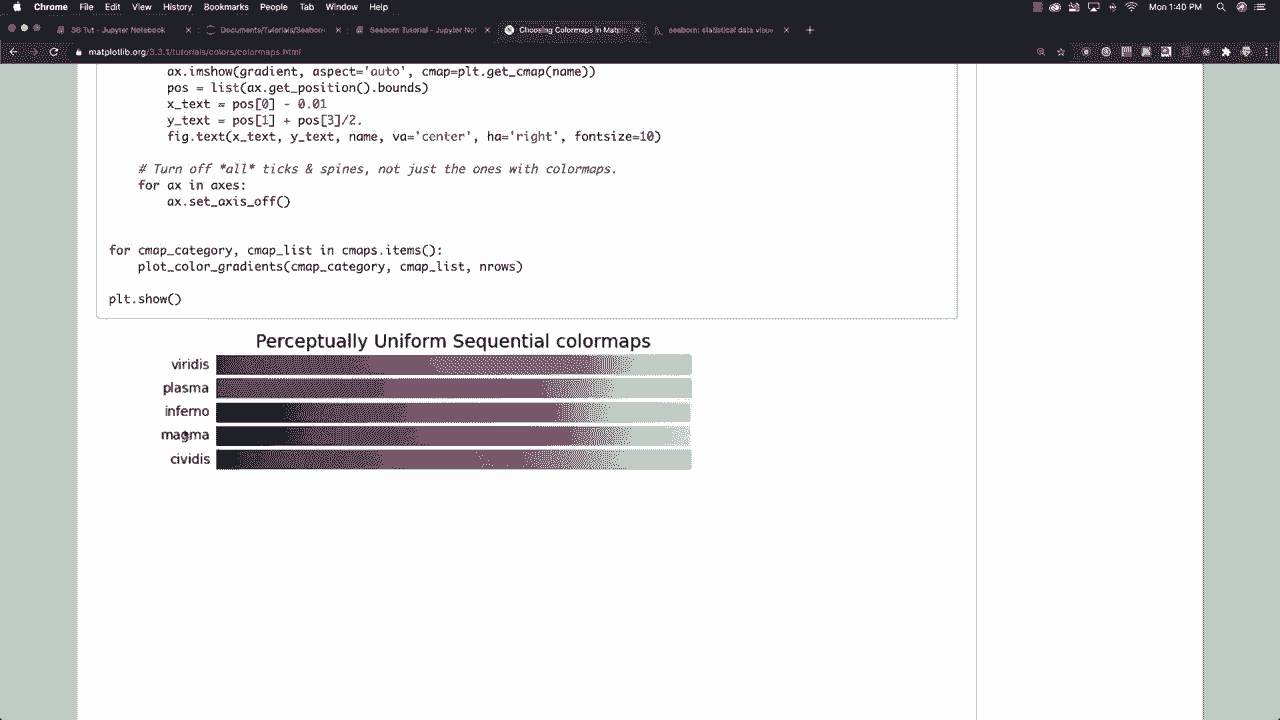 Chrome File Edit View History Bookmarks People Tab Window Help Mon 1:40 PM
SB Tut - Jupyter Notebook Documents/Tutorials/Seaborn Seaborn Tutorial - Jupyter Not Choosing Colormaps in Matplo seaborn: statistical data visua
matplotlib.org/3.3.1/tutorials/colors/colormaps.html
ax.imshow(gradient, aspect='auto', cmap=plt.get_cmap(name))
pos = list(ax.get_position().bounds)
x_text = pos[0] - 0.01
y_text = pos[1] + pos[3]/2.
fig.text(x_text, y_text, name, va='center', ha='right', fontsize=10)
# Turn off *all* ticks & spines, not just the ones with colormaps.
for ax in axes:
ax.set_axis_off()
for cmap_category, cmap_list in cmaps.items():
plot_color_gradients(cmap_category, cmap_list, nrows)
plt.show()
Perceptually Uniform Sequential colormaps
viridis
plasma
inferno
magma
cividis